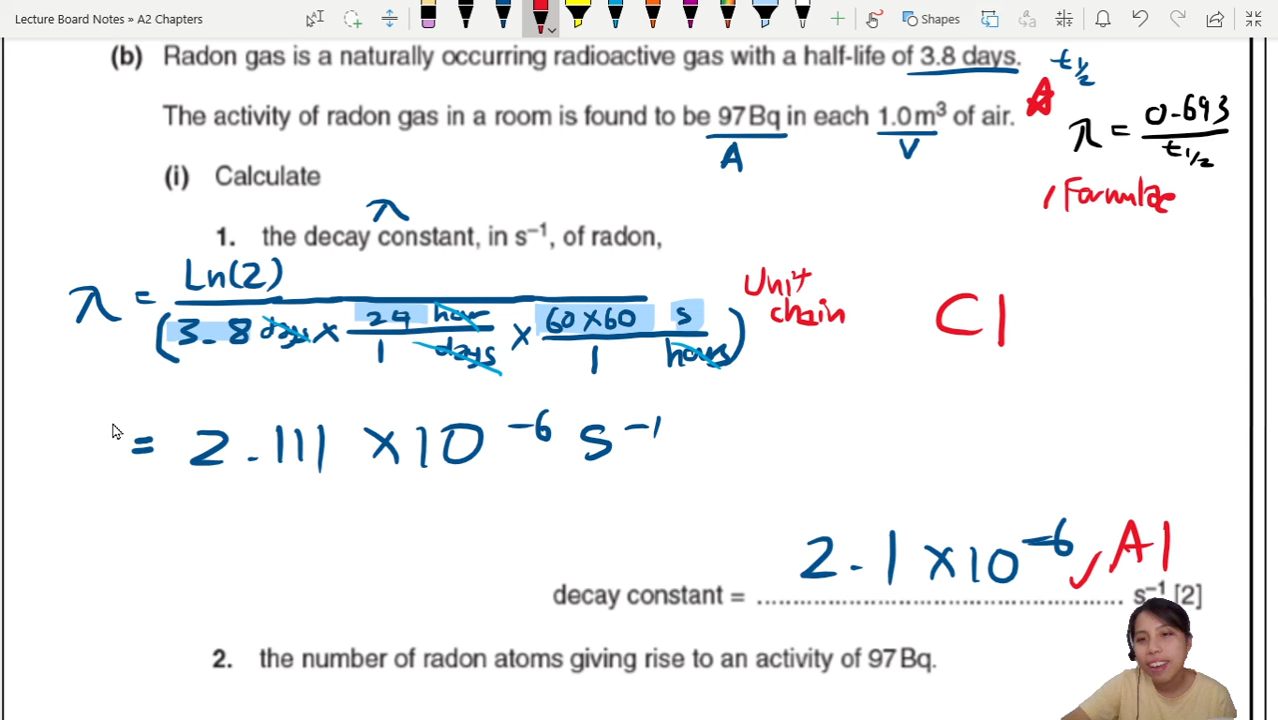 Lecture Board Notes » A2 Chapters
Shapes
(b) Radon gas is a naturally occurring radioactive gas with a half-life of 3.8 days. t½
The activity of radon gas in a room is found to be 97 Bq in each 1.0 m³ of air.
A V
λ = 0.693 / t½
Formulae
(i) Calculate
λ
1. the decay constant, in s⁻¹, of radon,
λ = Ln(2) / (3.8 days × 24 hour / 1 days × 60×60 s / 1 hours)
Unit chain
C1
= 2.111 × 10⁻⁶ s⁻¹
2.1 × 10⁻⁶ ✓ A1
decay constant = ................................................ s⁻¹ [2]
2. the number of radon atoms giving rise to an activity of 97 Bq.